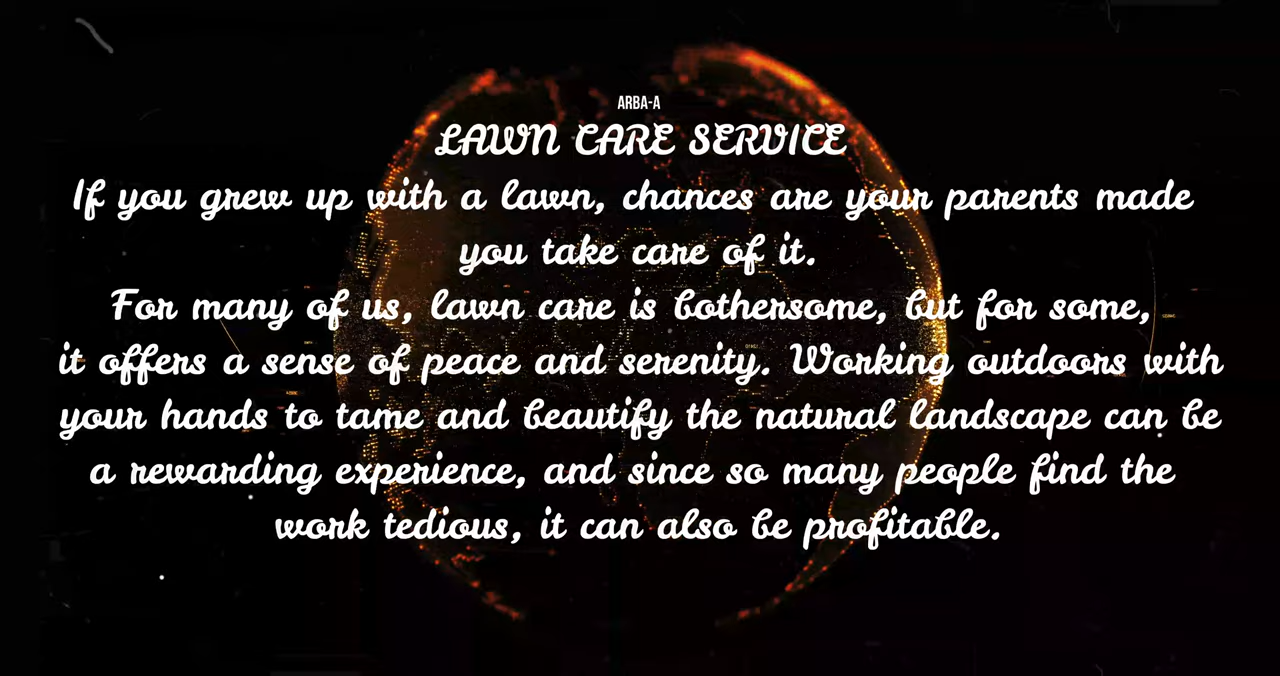 ARBA-A
LAWN CARE SERVICE
If you grew up with a lawn, chances are your parents made
you take care of it.
For many of us, lawn care is bothersome, but for some,
it offers a sense of peace and serenity. Working outdoors with
your hands to tame and beautify the natural landscape can be
a rewarding experience, and since so many people find the
work tedious, it can also be profitable.